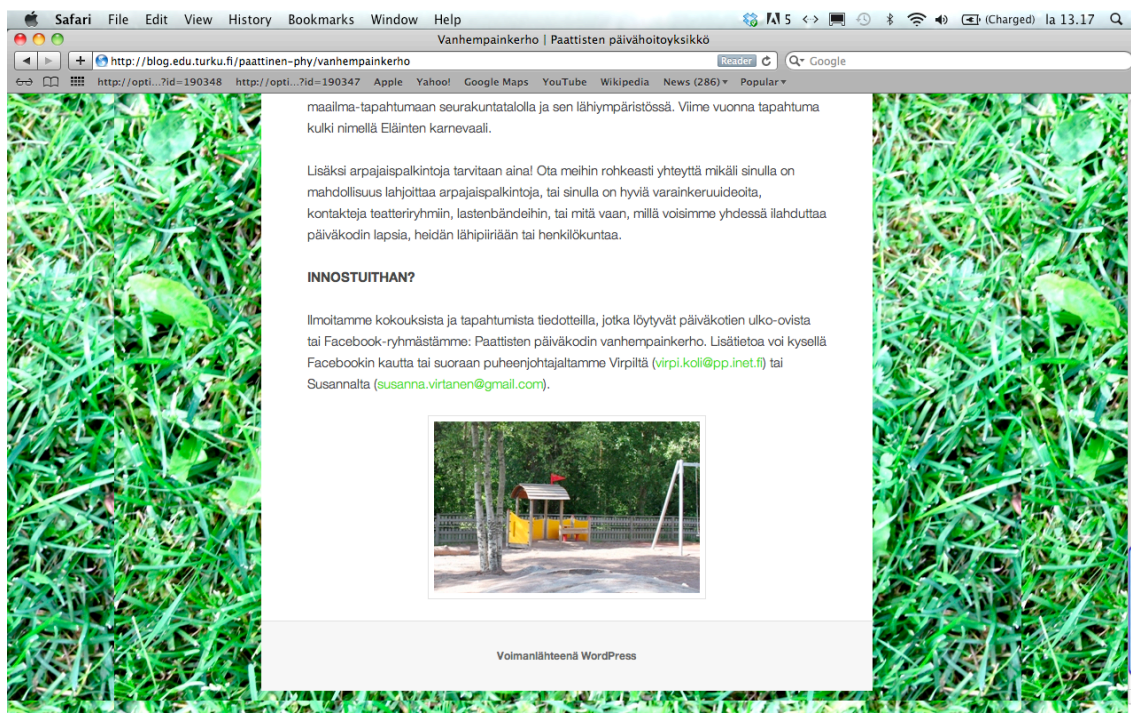 Safari File Edit View History Bookmarks Window Help 5 (Charged) la 13.17
Vanhempainkerho | Paattisten päivähoitoyksikkö
http://blog.edu.turku.fi/paattinen-phy/vanhempainkerho Reader Google
http://opti...?id=190348 http://opti...?id=190347 Apple Yahoo! Google Maps YouTube Wikipedia News (286) Popular
maailma-tapahtumaan seurakuntatalolla ja sen lähiympäristössä. Viime vuonna tapahtuma
kulki nimellä Eläinten karnevaali.
Lisäksi arpajaispalkintoja tarvitaan aina! Ota meihin rohkeasti yhteyttä mikäli sinulla on
mahdollisuus lahjoittaa arpajaispalkintoja, tai sinulla on hyviä varainkeruuideoita,
kontakteja teatteriryhmiin, lastenbändeihin, tai mitä vaan, millä voisimme yhdessä ilahduttaa
päiväkodin lapsia, heidän lähipiiriään tai henkilökuntaa.
INNOSTUITHAN?
Ilmoitamme kokouksista ja tapahtumista tiedotteilla, jotka löytyvät päiväkotien ulko-ovista
tai Facebook-ryhmästämme: Paattisten päiväkodin vanhempainkerho. Lisätietoa voi kysellä
Facebookin kautta tai suoraan puheenjohtajaltamme Virpiltä (virpi.koli@pp.inet.fi) tai
Susannalta (susanna.virtanen@gmail.com).
Voimanlähteenä WordPress